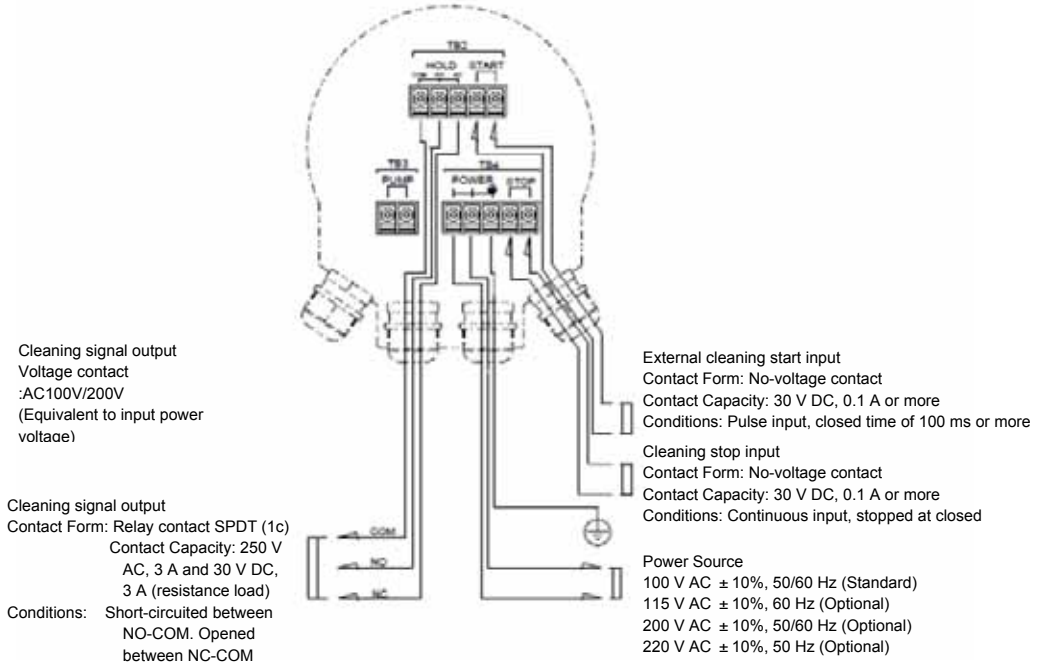 TB2
HOLD START
COM NO NC
TB3
PUMP
TB4
POWER STOP
Cleaning signal output
Voltage contact
:AC100V/200V
(Equivalent to input power
voltage)
Cleaning signal output
Contact Form: Relay contact SPDT (1c)
Contact Capacity: 250 V
AC, 3 A and 30 V DC,
3 A (resistance load)
Conditions: Short-circuited between
NO-COM. Opened
between NC-COM
COM
NO
NC
External cleaning start input
Contact Form: No-voltage contact
Contact Capacity: 30 V DC, 0.1 A or more
Conditions: Pulse input, closed time of 100 ms or more
Cleaning stop input
Contact Form: No-voltage contact
Contact Capacity: 30 V DC, 0.1 A or more
Conditions: Continuous input, stopped at closed
Power Source
100 V AC ± 10%, 50/60 Hz (Standard)
115 V AC ± 10%, 60 Hz (Optional)
200 V AC ± 10%, 50/60 Hz (Optional)
220 V AC ± 10%, 50 Hz (Optional)